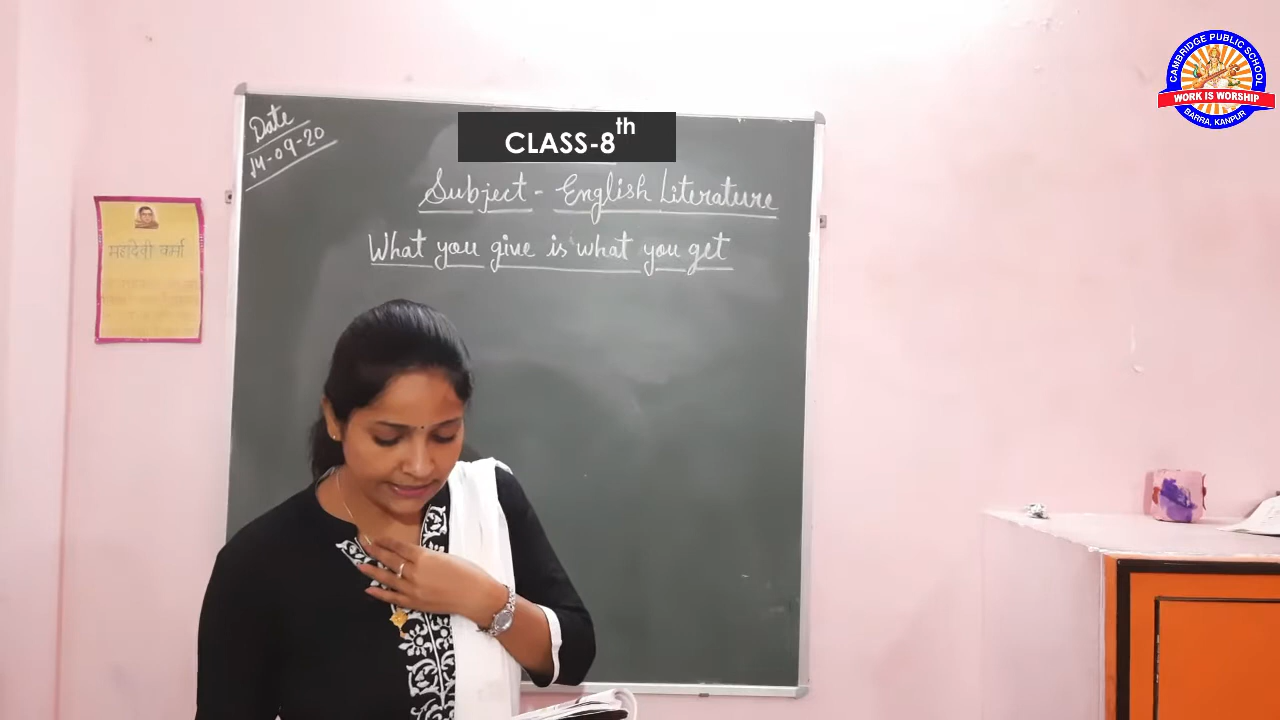 Date
14-09-20
CLASS-8th
Subject - English Literature
What you give is what you get
महादेवी वर्मा
CAMBRIDGE PUBLIC SCHOOL
WORK IS WORSHIP
BARRA, KANPUR